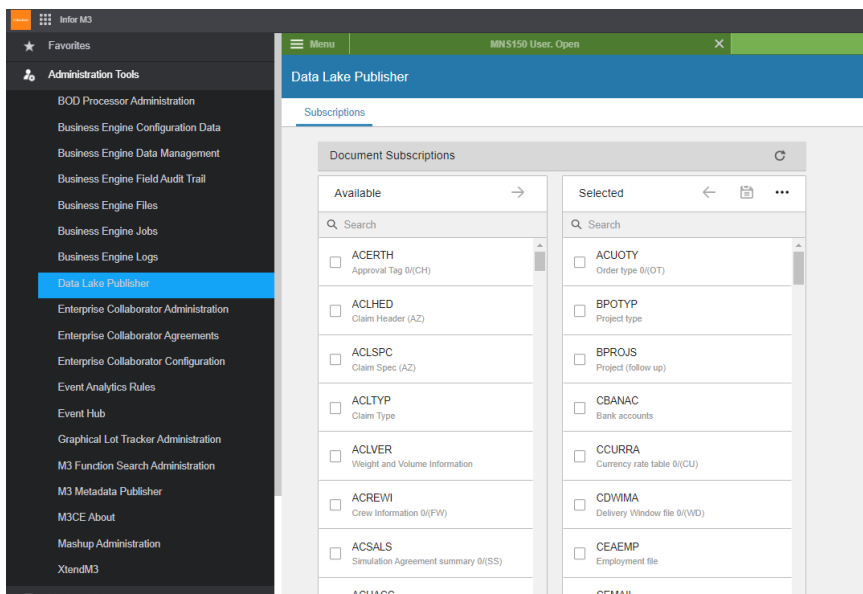 Infor M3
Favorites
Administration Tools
BOD Processor Administration
Business Engine Configuration Data
Business Engine Data Management
Business Engine Field Audit Trail
Business Engine Files
Business Engine Jobs
Business Engine Logs
Data Lake Publisher
Enterprise Collaborator Administration
Enterprise Collaborator Agreements
Enterprise Collaborator Configuration
Event Analytics Rules
Event Hub
Graphical Lot Tracker Administration
M3 Function Search Administration
M3 Metadata Publisher
M3CE About
Mashup Administration
XtendM3
Menu
MNS150 User. Open
Data Lake Publisher
Subscriptions
Document Subscriptions
Available
Search
ACERTH
Approval Tag 0/(CH)
ACLHED
Claim Header (AZ)
ACLSPC
Claim Spec (AZ)
ACLTYP
Claim Type
ACLVER
Weight and Volume Information
ACREWI
Crew Information 0/(FW)
ACSALS
Simulation Agreement summary 0/(SS)
Selected
Search
ACUOTY
Order type 0/(OT)
BPOTYP
Project type
BPROJS
Project (follow up)
CBANAC
Bank accounts
CCURRA
Currency rate table 0/(CU)
CDWIMA
Delivery Window file 0/(WD)
CEAEMP
Employment file